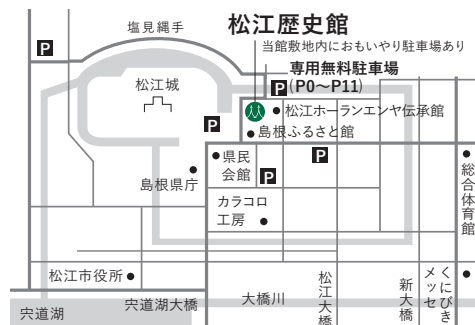 塩見縄手
松江歴史館
当館敷地内におもいやり駐車場あり
P
専用無料駐車場
P (P0〜P11)
松江城
松江ホーランエンヤ伝承館
P
島根ふるさと館
県民
会館
P
P
島根県庁
総合体育館
カラコロ
工房
松江市役所
宍道湖
宍道湖大橋
大橋川
松江大橋
新大橋
くにびき
メッセ